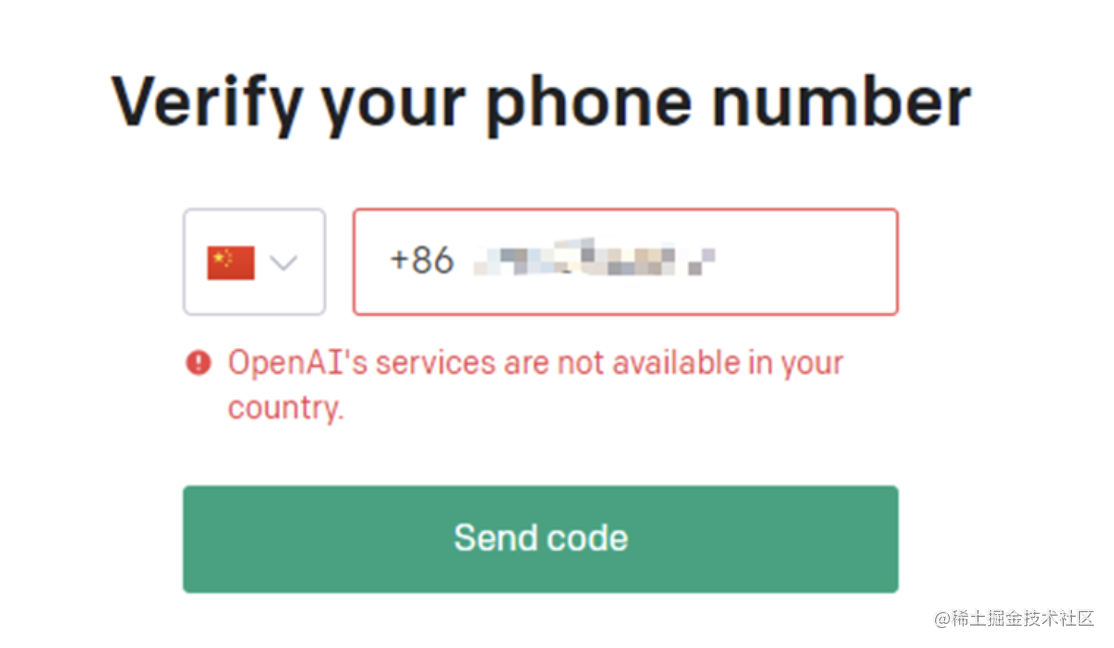 Verify your phone number
+86
OpenAI's services are not available in your
country.
Send code
@稀土掘金技术社区